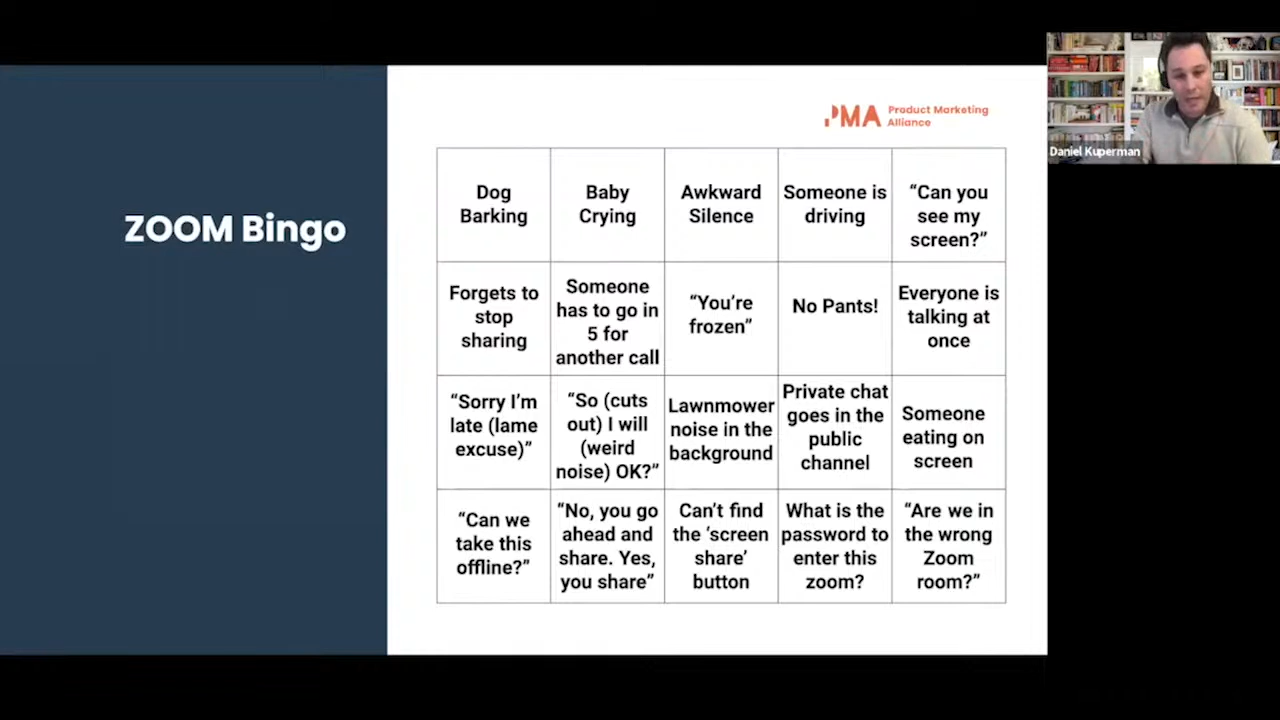 PMA Product Marketing
Alliance
Daniel Kuperman
ZOOM Bingo
Dog
Barking
Baby
Crying
Awkward
Silence
Someone is
driving
“Can you
see my
screen?”
Forgets to
stop
sharing
Someone
has to go in
5 for
another call
“You’re
frozen”
No Pants!
Everyone is
talking at
once
“Sorry I’m
late (lame
excuse)”
“So (cuts
out) I will
(weird
noise) OK?”
Lawnmower
noise in the
background
Private chat
goes in the
public
channel
Someone
eating on
screen
“Can we
take this
offline?”
“No, you go
ahead and
share. Yes,
you share”
Can’t find
the ‘screen
share’
button
What is the
password to
enter this
zoom?
“Are we in
the wrong
Zoom
room?”